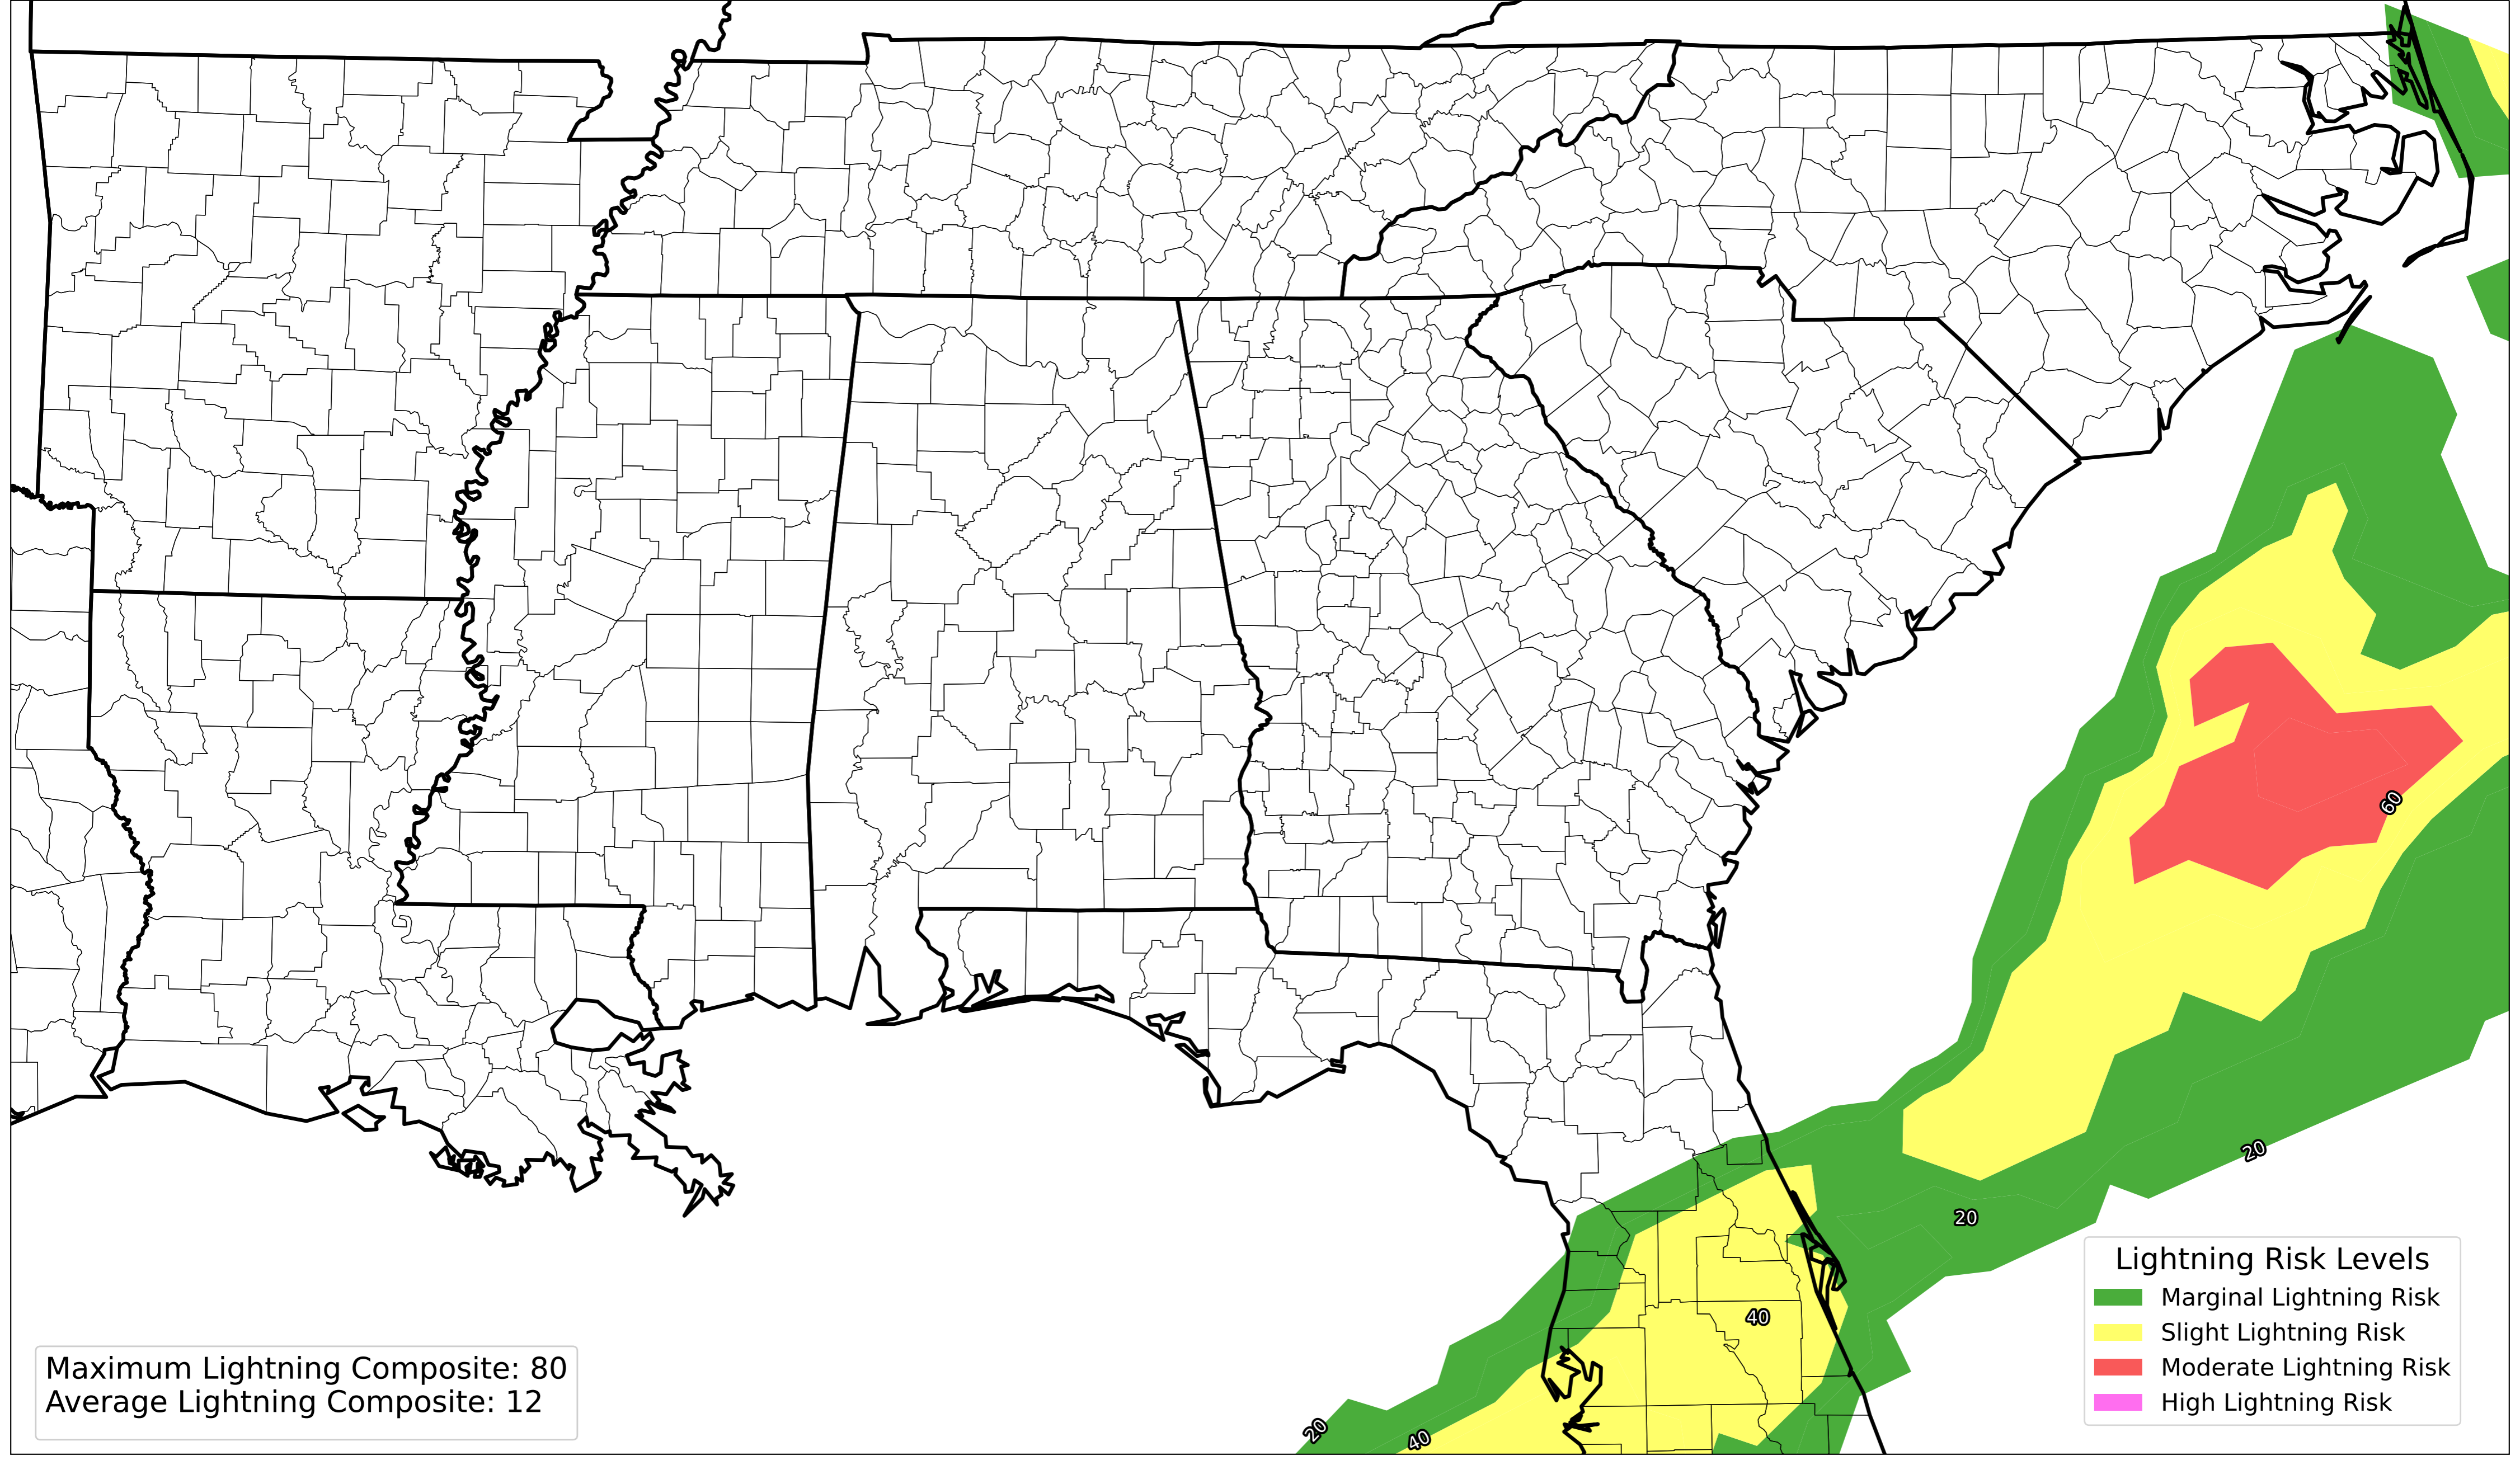 60
20
20
40
20
40
Lightning Risk Levels
Marginal Lightning Risk
Slight Lightning Risk
Moderate Lightning Risk
High Lightning Risk
Maximum Lightning Composite: 80
Average Lightning Composite: 12